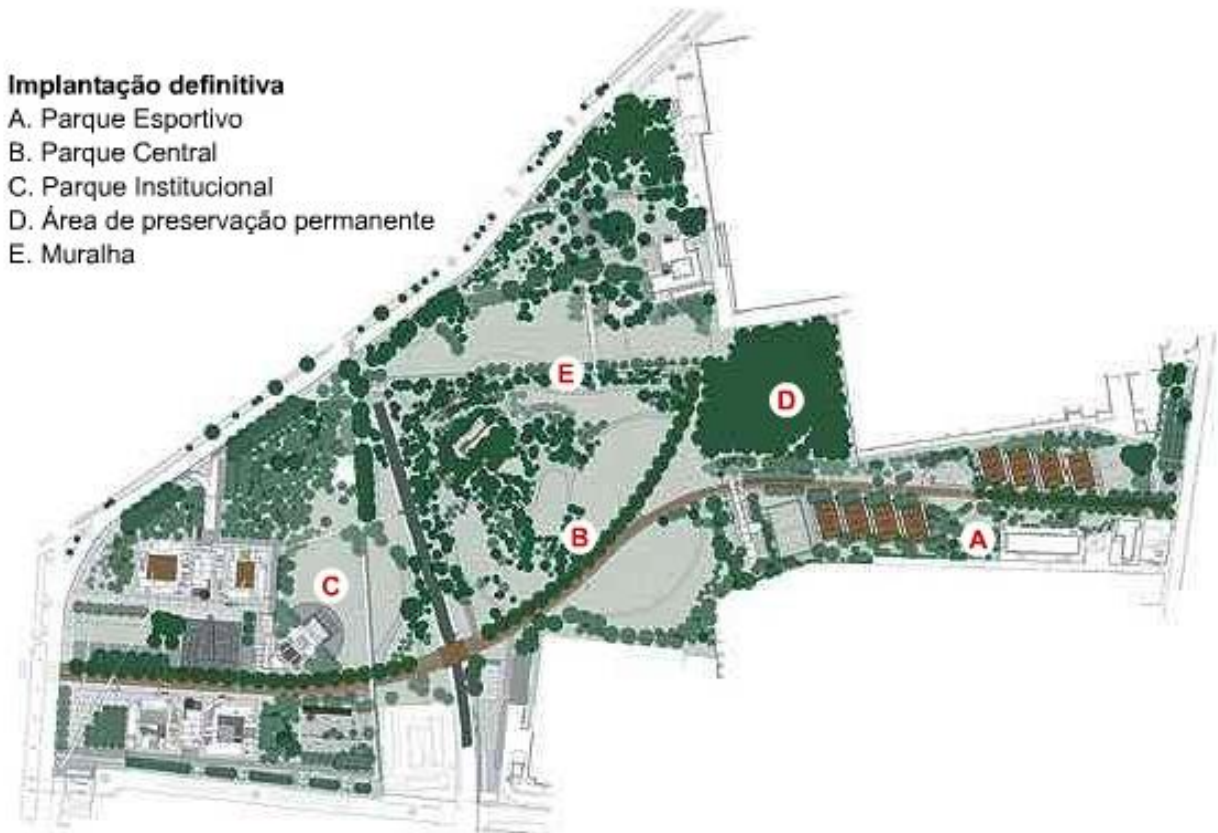 Implantação definitiva
A. Parque Esportivo
B. Parque Central
C. Parque Institucional
D. Área de preservação permanente
E. Muralha
E
D
B
A
C